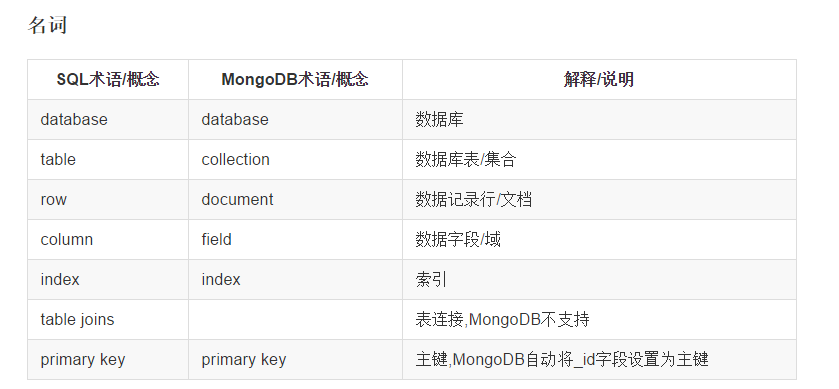 名词
SQL术语/概念 MongoDB术语/概念 解释/说明
database database 数据库
table collection 数据库表/集合
row document 数据记录行/文档
column field 数据字段/域
index index 索引
table joins 表连接,MongoDB不支持
primary key primary key 主键,MongoDB自动将_id字段设置为主键